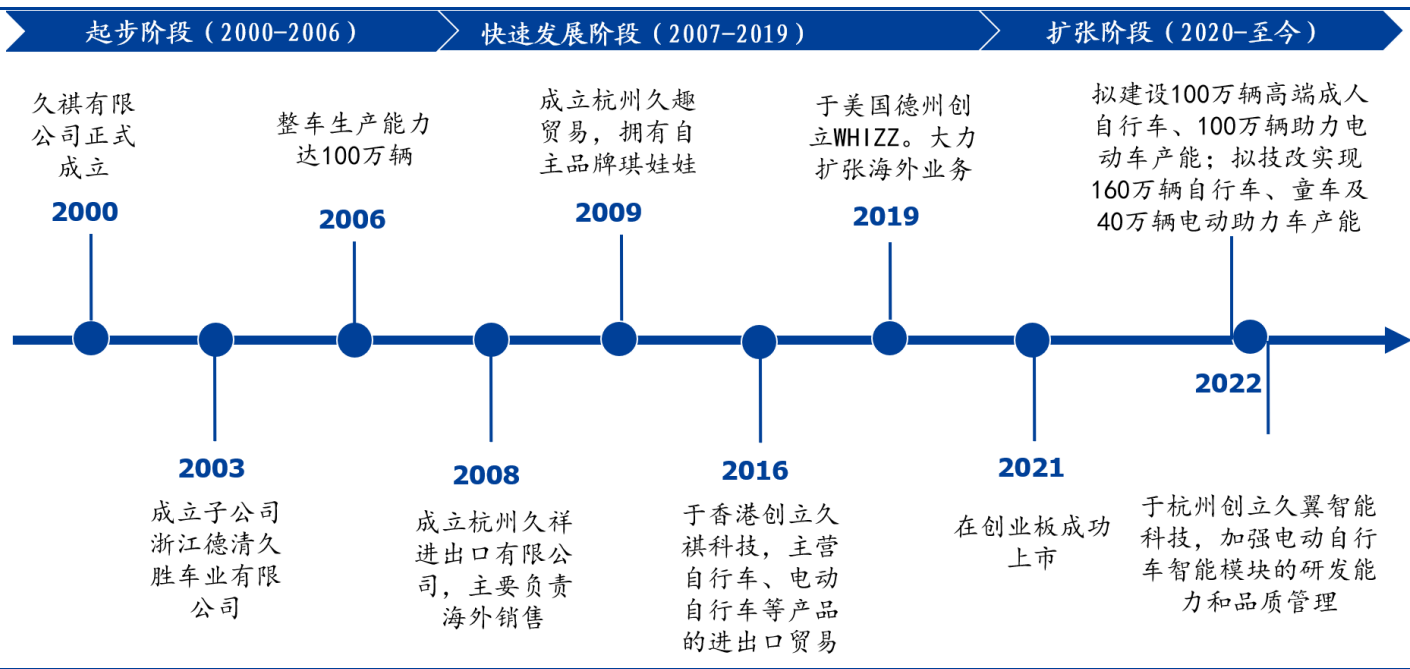 起步阶段（2000-2006）
快速发展阶段（2007-2019）
扩张阶段（2020-至今）
久祺有限
公司正式
成立
2000
整车生产能力
达100万辆
2006
成立杭州久趣
贸易，拥有自
主品牌琪娃娃
2009
于美国德州创
立WHIZZ。大力
扩张海外业务
2019
拟建设100万辆高端成人
自行车、100万辆助力电
动车产能；拟技改实现
160万辆自行车、童车及
40万辆电动助力车产能
2022
2003
成立子公司
浙江德清久
胜车业有限
公司
2008
成立杭州久祥
进出口有限公
司，主要负责
海外销售
2016
于香港创立久
祺科技，主营
自行车、电动
自行车等产品
的进出口贸易
2021
在创业板成功
上市
于杭州创立久翼智能
科技，加强电动自行
车智能模块的研发能
力和品质管理